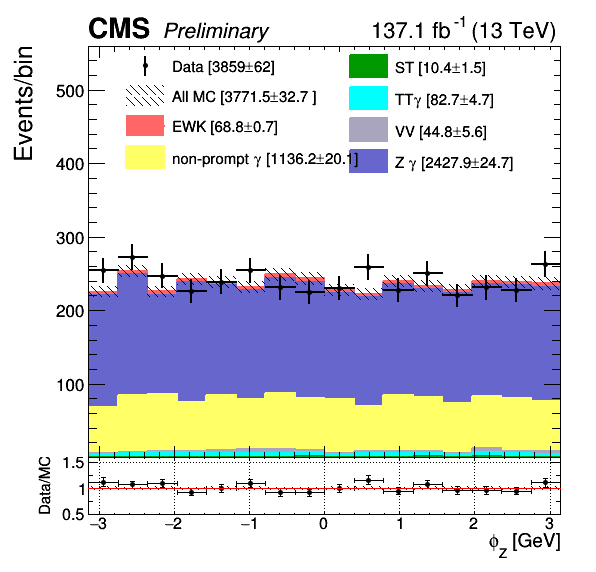 CMS Preliminary 137.1 fb⁻¹ (13 TeV)
Events/bin
Data [3859±62]
All MC [3771.5±32.7 ]
EWK [68.8±0.7]
non-prompt γ [1136.2±20.1]
ST [10.4±1.5]
TTγ [82.7±4.7]
VV [44.8±5.6]
Z γ [2427.9±24.7]
500
400
300
200
100
Data/MC
1.5
1
0.5
−3 −2 −1 0 1 2 3
ϕ_Z [GeV]